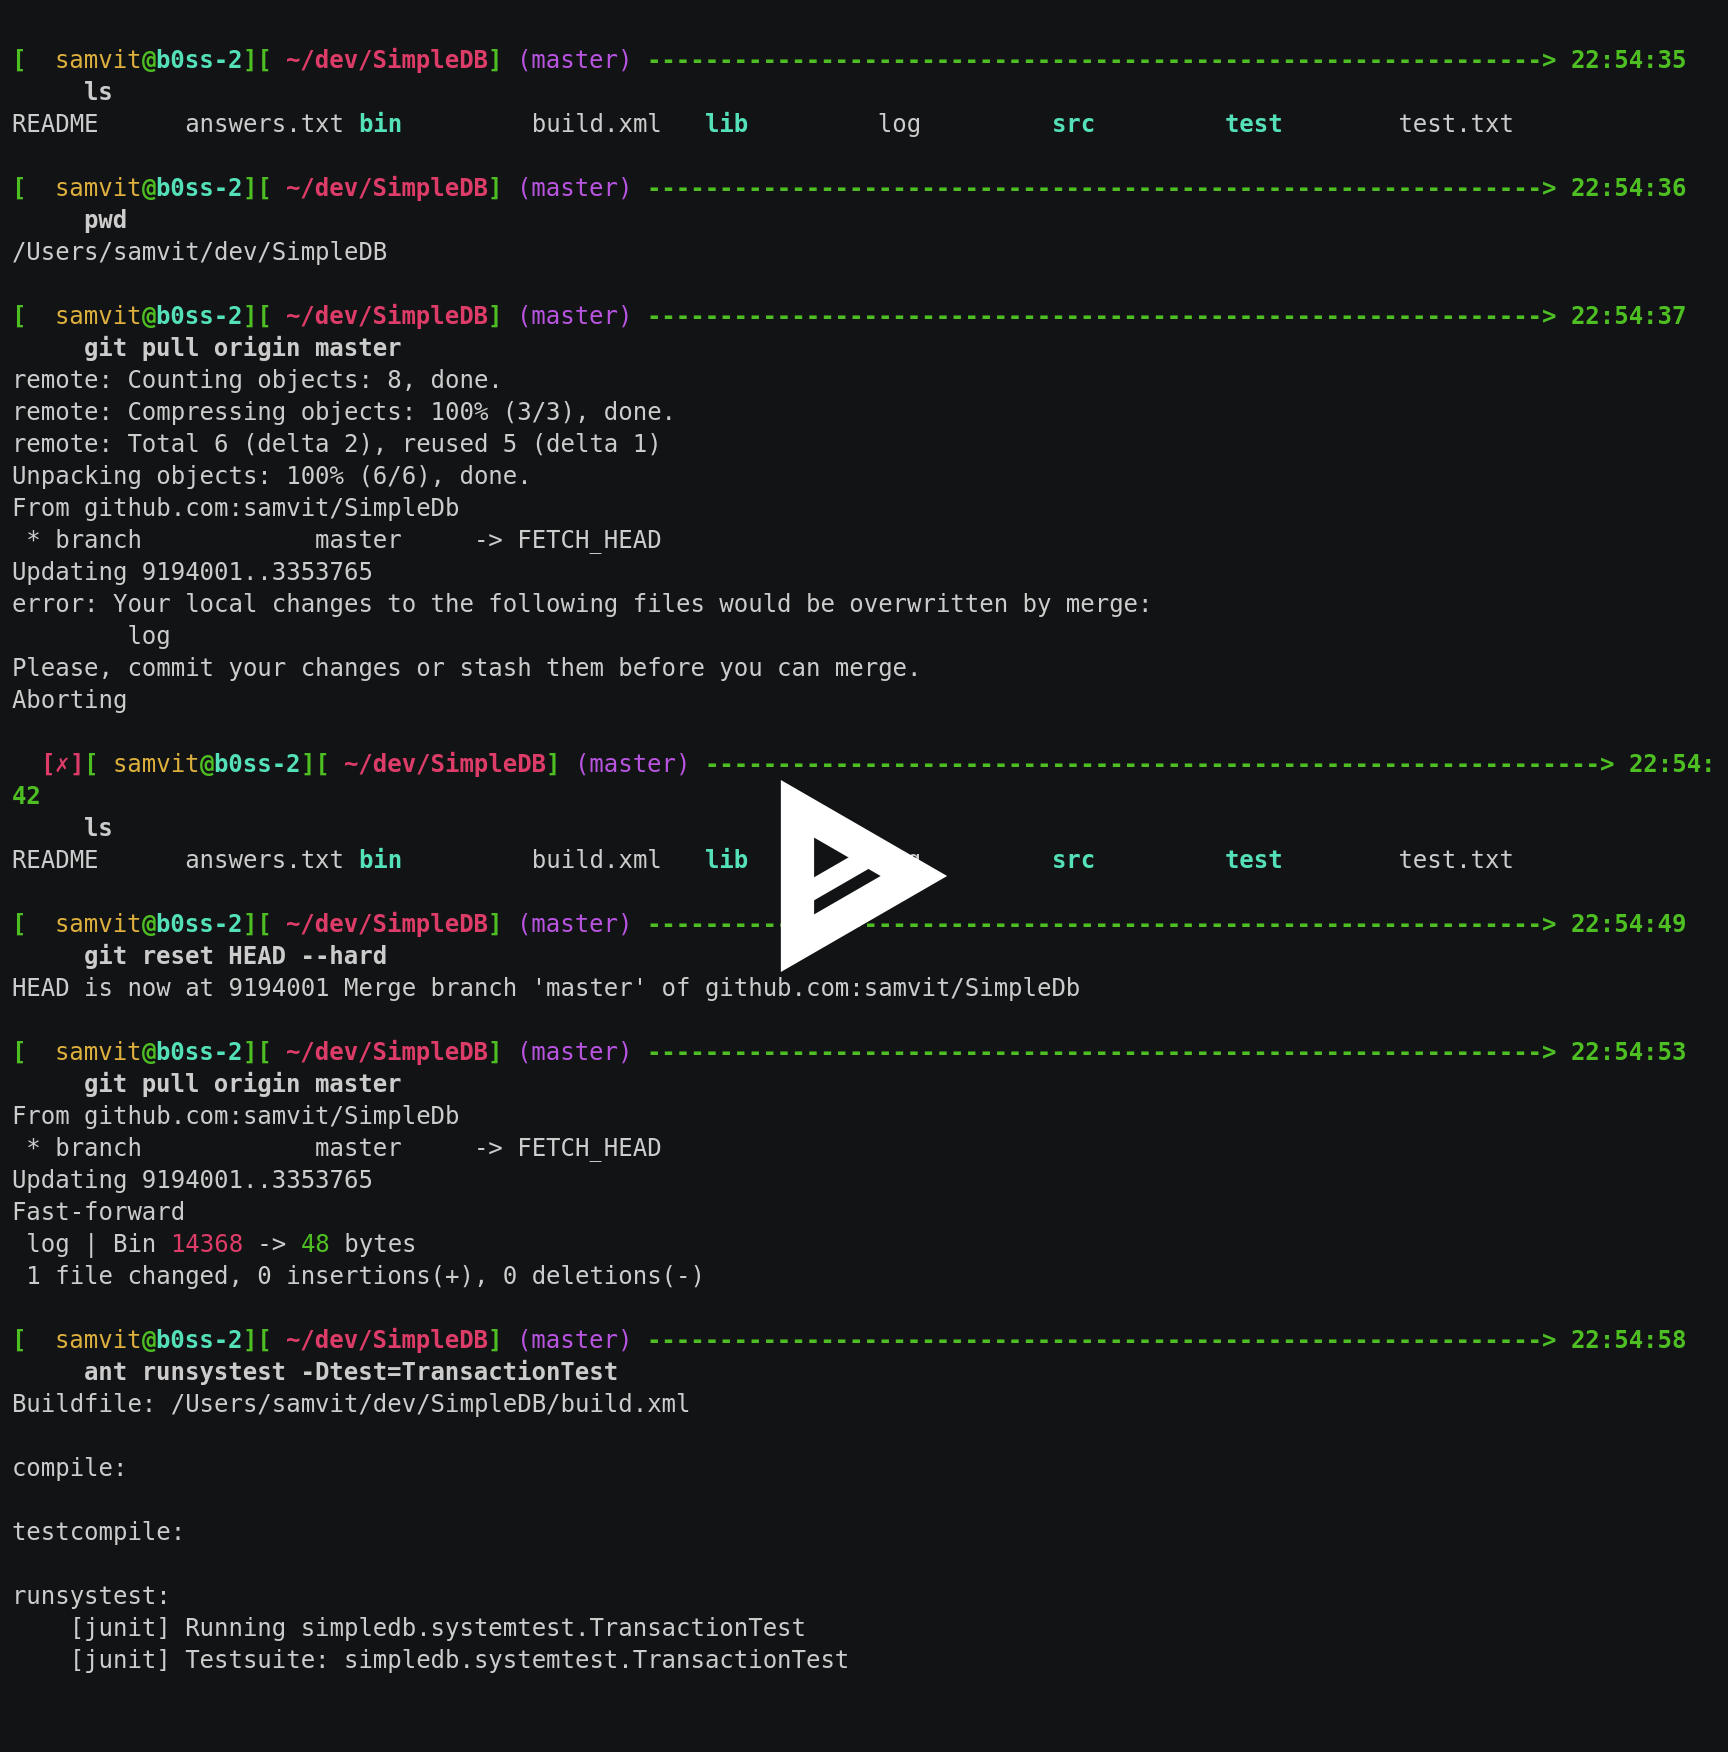 [  samvit@b0ss-2][ ~/dev/SimpleDB] (master) --------------------------------------------------------------> 22:54:35
     ls
README      answers.txt bin         build.xml   lib         log         src         test        test.txt
[  samvit@b0ss-2][ ~/dev/SimpleDB] (master) --------------------------------------------------------------> 22:54:36
     pwd
/Users/samvit/dev/SimpleDB
[  samvit@b0ss-2][ ~/dev/SimpleDB] (master) --------------------------------------------------------------> 22:54:37
     git pull origin master
remote: Counting objects: 8, done.
remote: Compressing objects: 100% (3/3), done.
remote: Total 6 (delta 2), reused 5 (delta 1)
Unpacking objects: 100% (6/6), done.
From github.com:samvit/SimpleDb
 * branch            master     -> FETCH_HEAD
Updating 9194001..3353765
error: Your local changes to the following files would be overwritten by merge:
        log
Please, commit your changes or stash them before you can merge.
Aborting
  [✗][ samvit@b0ss-2][ ~/dev/SimpleDB] (master) --------------------------------------------------------------> 22:54:
42
     ls
README      answers.txt bin         build.xml   lib                     src         test        test.txt
[  samvit@b0ss-2][ ~/dev/SimpleDB] (master) --------------------------------------------------------------> 22:54:49
     git reset HEAD --hard
HEAD is now at 9194001 Merge branch 'master' of github.com:samvit/SimpleDb
[  samvit@b0ss-2][ ~/dev/SimpleDB] (master) --------------------------------------------------------------> 22:54:53
     git pull origin master
From github.com:samvit/SimpleDb
 * branch            master     -> FETCH_HEAD
Updating 9194001..3353765
Fast-forward
 log | Bin 14368 -> 48 bytes
 1 file changed, 0 insertions(+), 0 deletions(-)
[  samvit@b0ss-2][ ~/dev/SimpleDB] (master) --------------------------------------------------------------> 22:54:58
     ant runsystest -Dtest=TransactionTest
Buildfile: /Users/samvit/dev/SimpleDB/build.xml
compile:
testcompile:
runsystest:
    [junit] Running simpledb.systemtest.TransactionTest
    [junit] Testsuite: simpledb.systemtest.TransactionTest